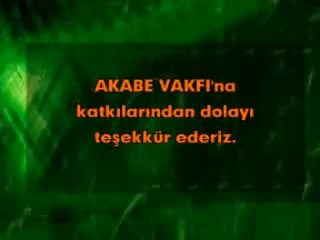 AKABE VAKFI'na
katkılarından dolayı
teşekkür ederiz.